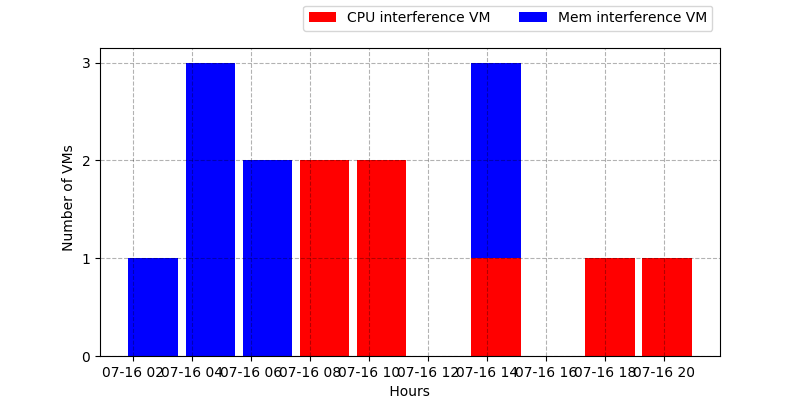 CPU interference VM Mem interference VM
3
2
1
0
Number of VMs
07-16 02 07-16 04 07-16 06 07-16 08 07-16 10 07-16 12 07-16 14 07-16 16 07-16 18 07-16 20
Hours